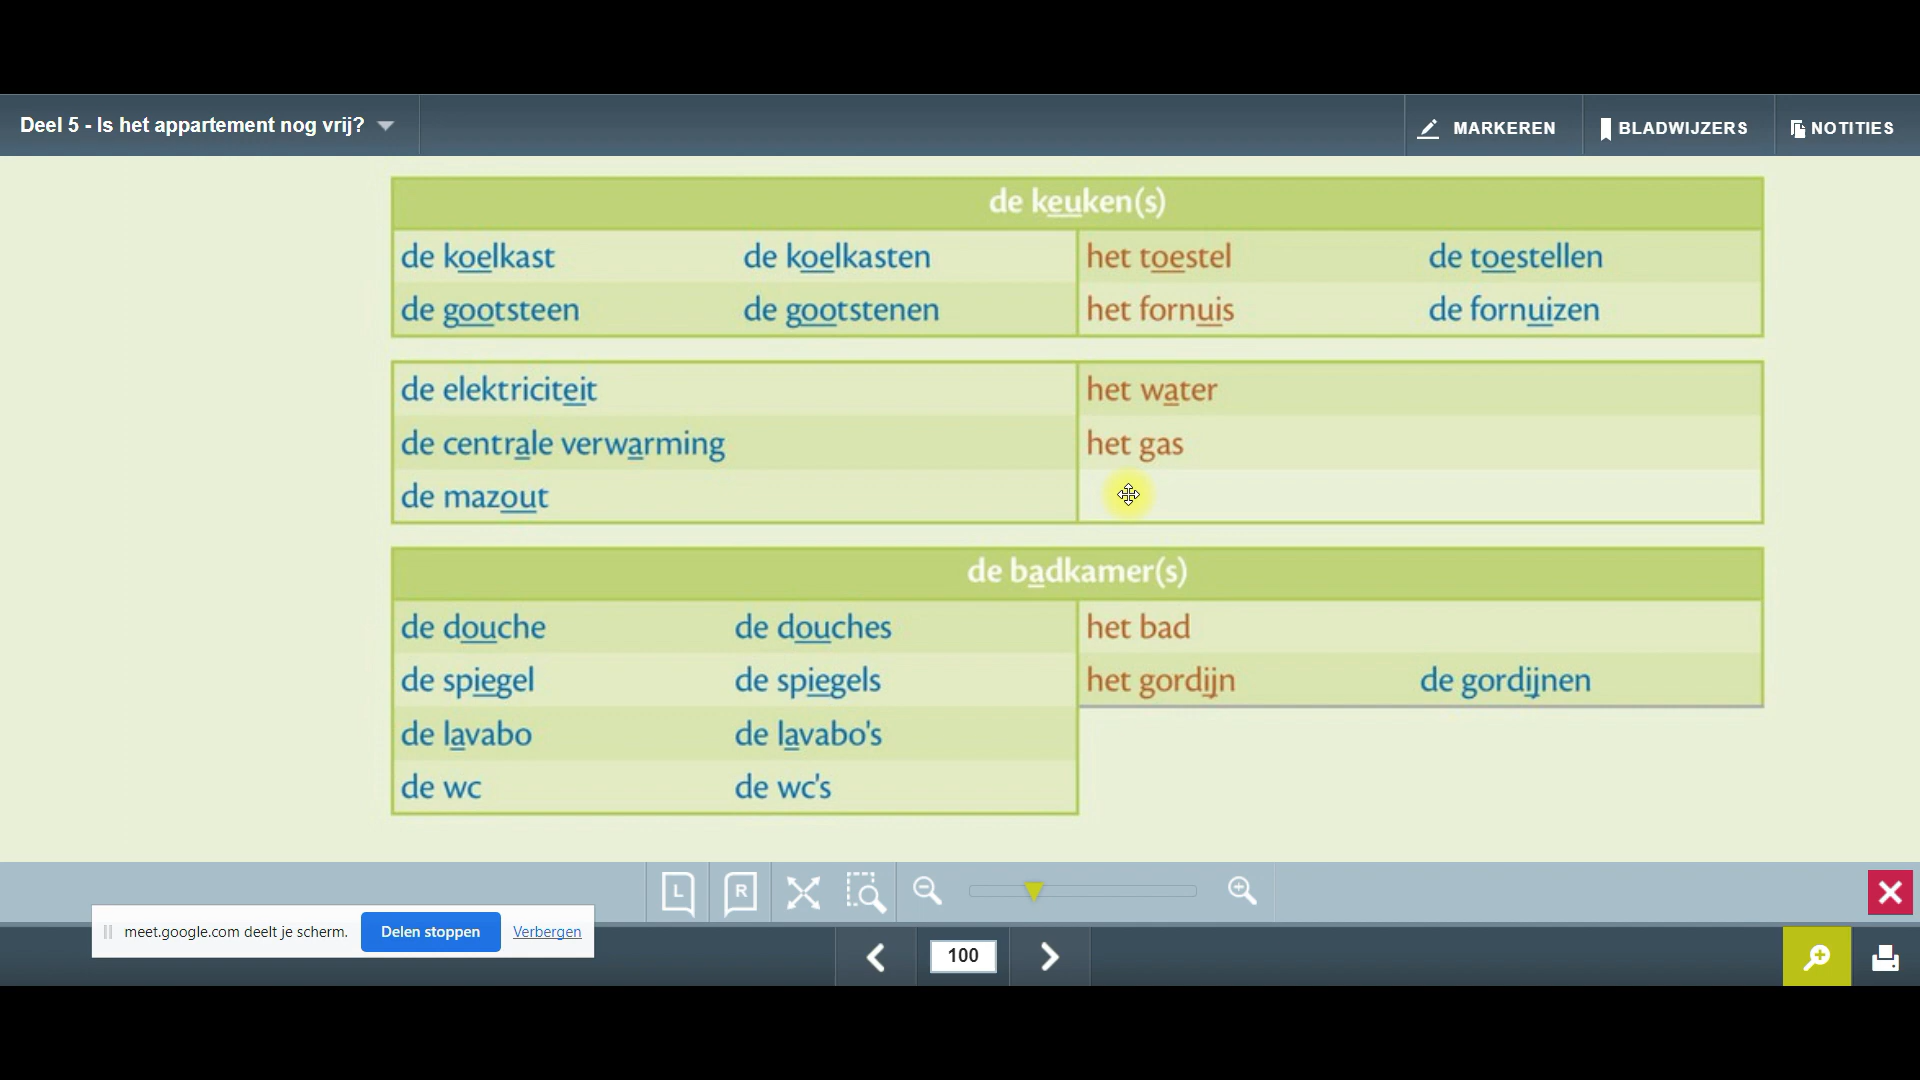 Deel 5 - Is het appartement nog vrij?
MARKEREN
BLADWIJZERS
NOTITIES
de keuken(s)
de koelkast de koelkasten het toestel de toestellen
de gootsteen de gootstenen het fornuis de fornuizen
de elektriciteit het water
de centrale verwarming het gas
de mazout
de badkamer(s)
de douche de douches het bad
de spiegel de spiegels het gordijn de gordijnen
de lavabo de lavabo's
de wc de wc's
L R
meet.google.com deelt je scherm. Delen stoppen Verbergen
100